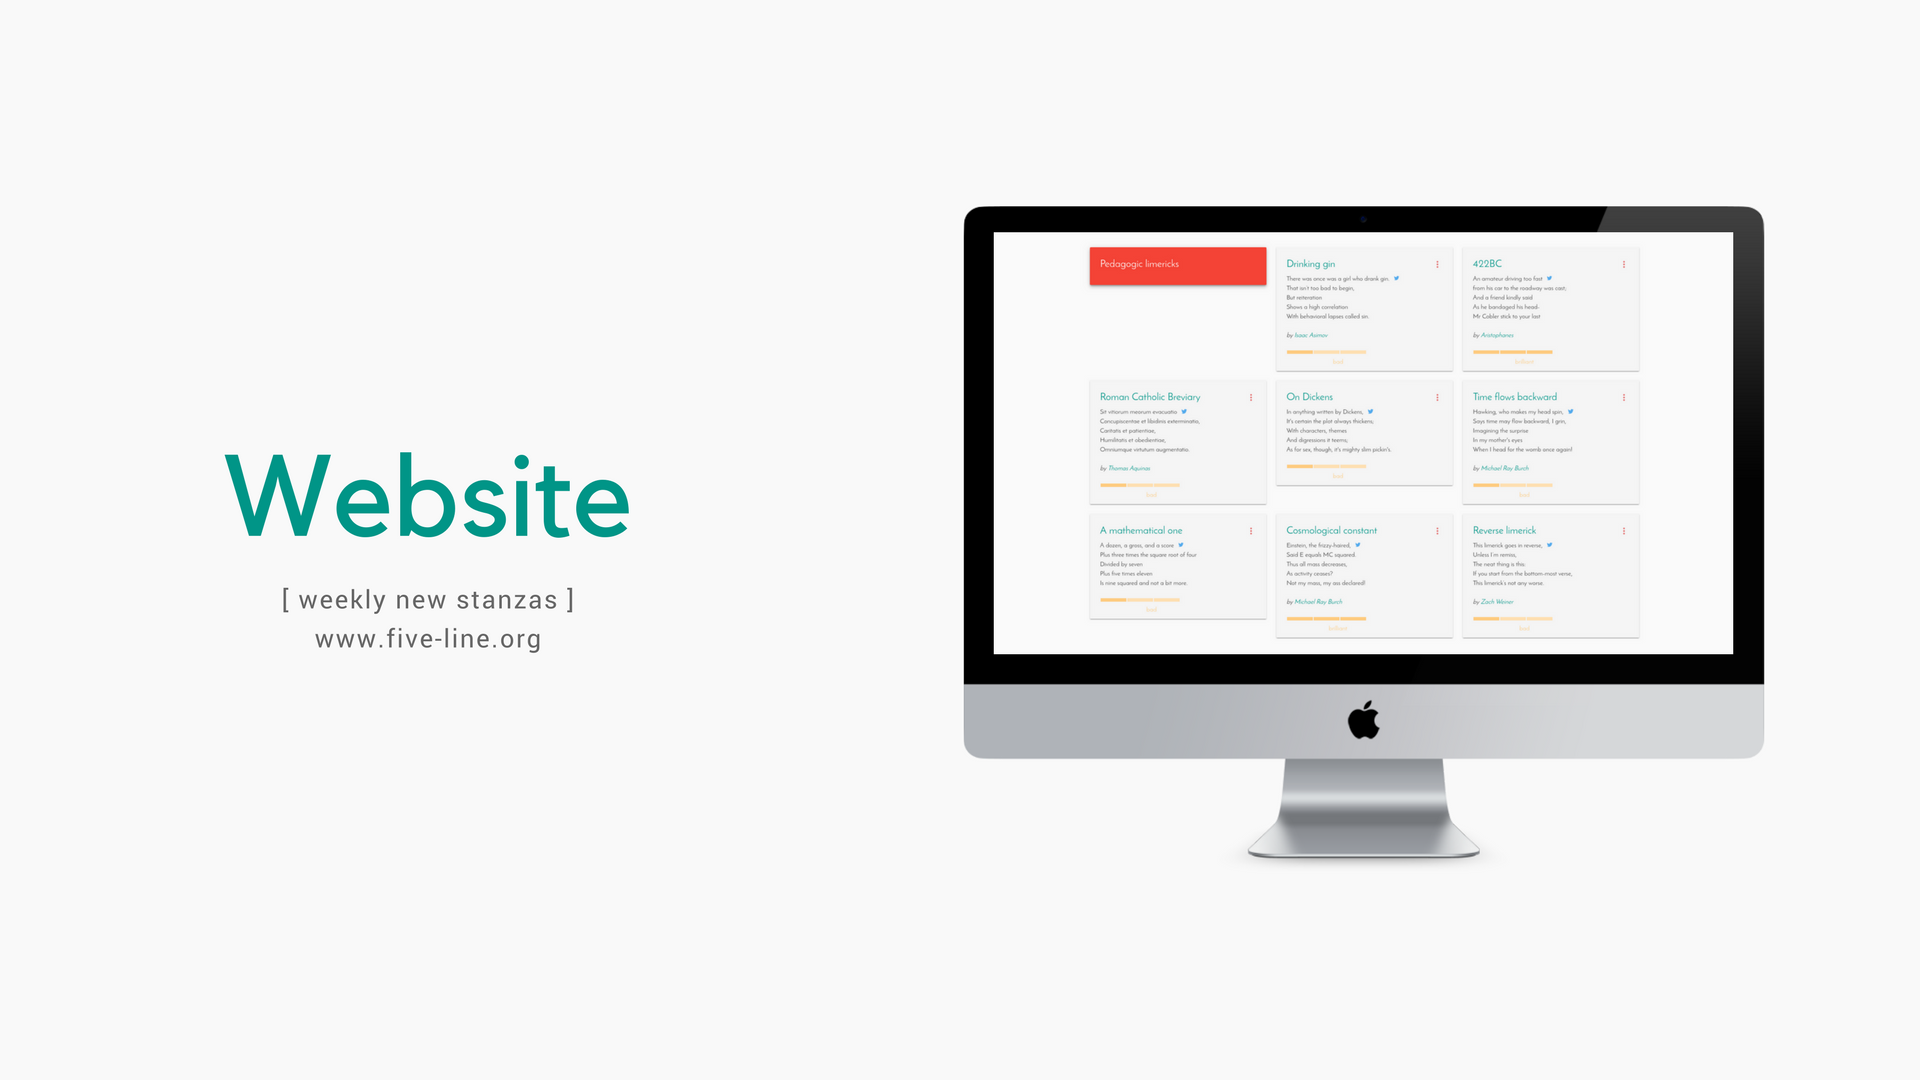 Website
[ weekly new stanzas ]
www.five-line.org
Pedagogic limericks
Drinking gin
There was once was a girl who drank gin.
That isn't too bad to begin,
But reiteration
Shows a high correlation
With behavioral lapses called sin.
by Isaac Asimov
422BC
An amateur driving too fast
from his car to the roadway was cast,
And a friend kindly said
As he bandaged his head:
Mr Cobler stick to your last
by Aristophanes
brilliant
Roman Catholic Breviary
Sit vitiorum meorum evacuatio
Concupiscentae et libidinis exterminatio,
Caritatis et patientiae,
Humilitatis et obedientiae,
Omniumque virtutum augmentatio.
by Thomas Aquinas
On Dickens
In anything written by Dickens,
It's certain the plot always thickens;
With characters, themes
And digressions it teems;
As for sex, though, it's mighty slim pickin's.
Time flows backward
Hawking, who makes my head spin,
Says time may flow backward, I grin,
Imagining the surprise
In my mother's eyes
When I head for the womb once again!
by Michael Ray Burch
A mathematical one
A dozen, a gross, and a score
Plus three times the square root of four
Divided by seven
Plus five times eleven
Is nine squared and not a bit more.
Cosmological constant
Einstein, the frizzy-haired,
Said E equals MC squared.
Thus all mass decreases,
As activity ceases?
Not my mass, my ass declared!
by Michael Ray Burch
brilliant
Reverse limerick
This limerick goes in reverse,
Unless I'm remiss,
The neat thing is this:
If you start from the bottom-most verse,
This limerick's not any worse.
by Zach Weiner